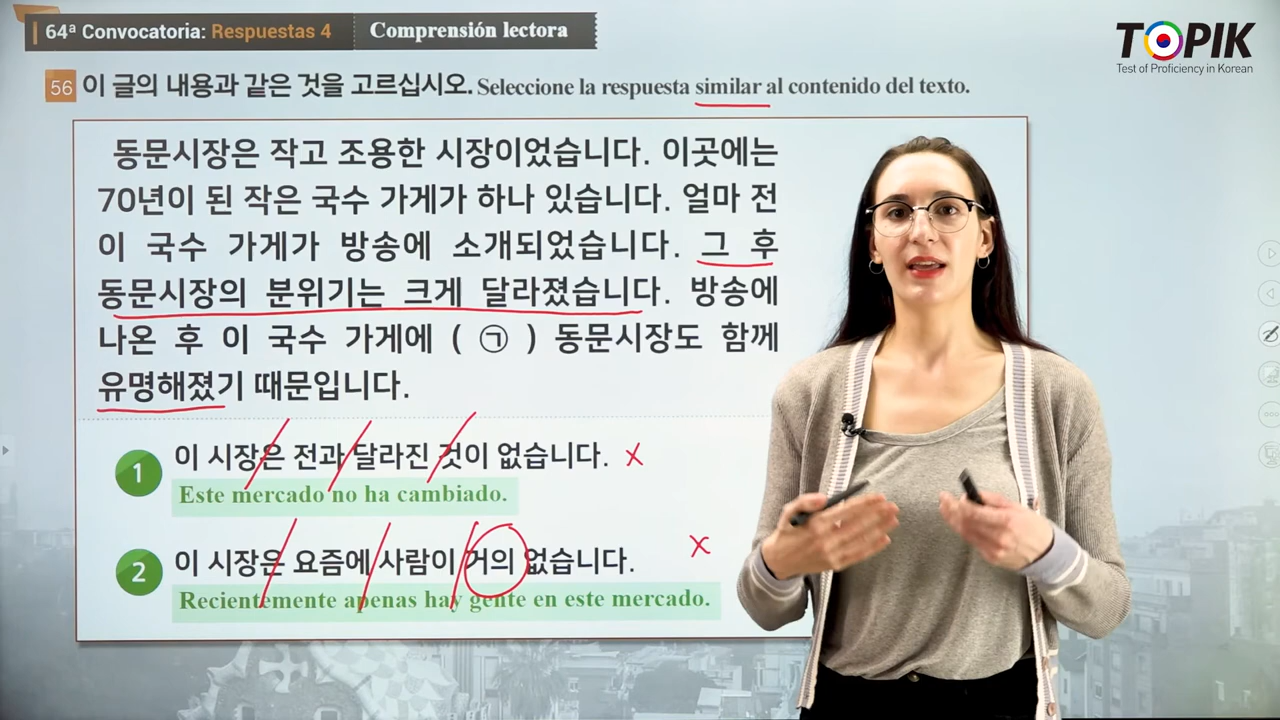 64ª Convocatoria: Respuestas 4 Comprensión lectora
TOPIK
Test of Proficiency in Korean
56 이 글의 내용과 같은 것을 고르십시오. Seleccione la respuesta similar al contenido del texto.
동문시장은 작고 조용한 시장이었습니다. 이곳에는
70년이 된 작은 국수 가게가 하나 있습니다. 얼마 전
이 국수 가게가 방송에 소개되었습니다. 그 후
동문시장의 분위기는 크게 달라졌습니다. 방송에
나온 후 이 국수 가게에 ( ㉠ ) 동문시장도 함께
유명해졌기 때문입니다.
1 이 시장은 전과 달라진 것이 없습니다. x
Este mercado no ha cambiado.
2 이 시장은 요즘에 사람이 거의 없습니다. x
Recientemente apenas hay gente en este mercado.